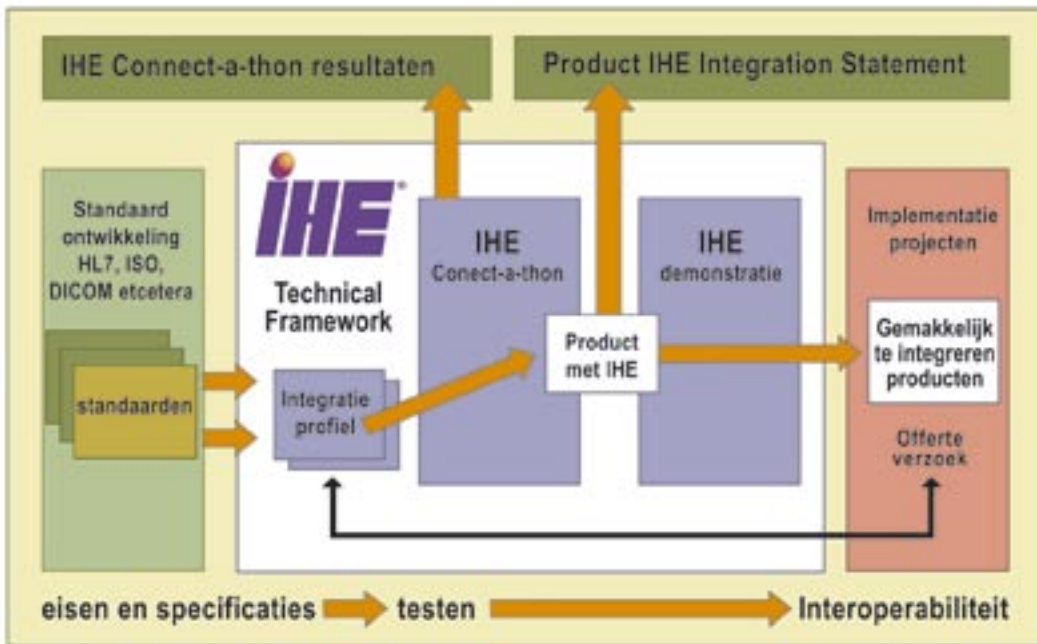 IHE Connect-a-thon resultaten
Product IHE Integration Statement
Standaard
ontwikkeling
HL7, ISO,
DICOM etcetera
standaarden
IHE®
Technical
Framework
Integratie
profiel
IHE
Conect-a-thon
Product
met IHE
IHE
demonstratie
Implementatie
projecten
Gemakkelijk
te integreren
producten
Offerte
verzoek
eisen en specificaties
testen
Interoperabiliteit